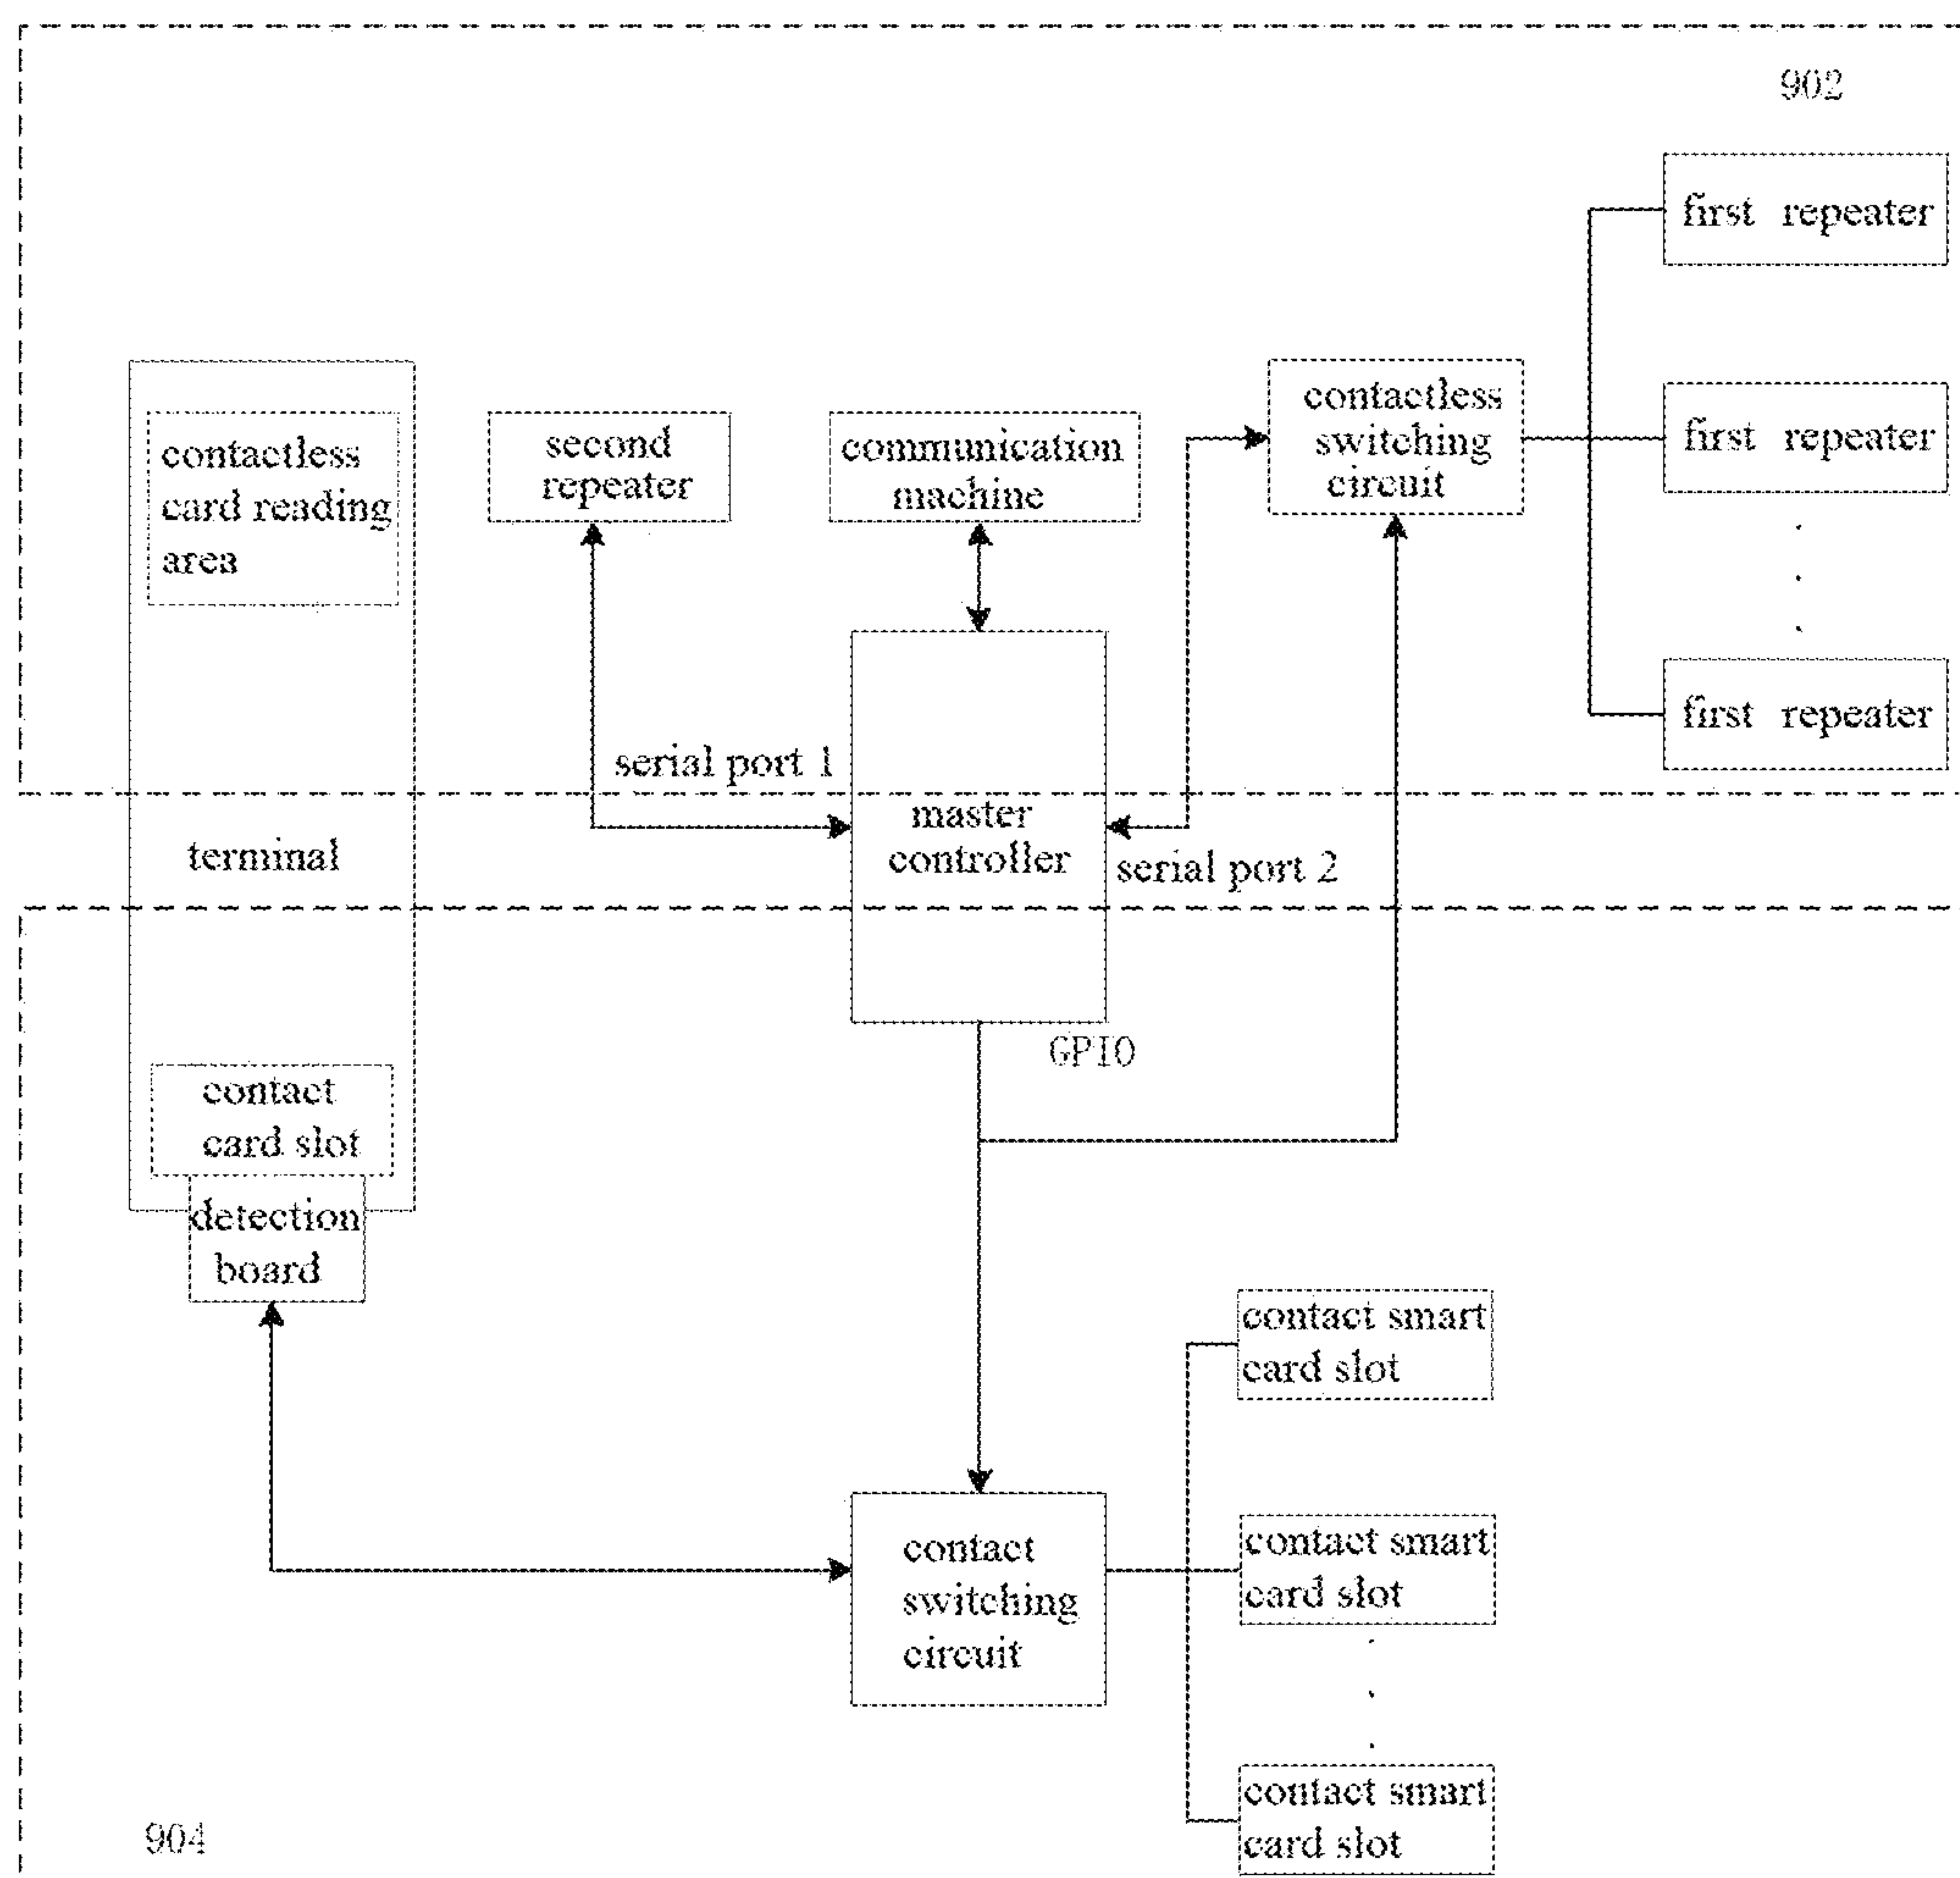 902
first repeater
contactless
switching
circuit
first repeater
contactless
card reading
area
second
repeater
communication
machine
first repeater
serial port 1
master
controller
terminal
serial port 2
GPIO
contact
card slot
detection
board
contact smart
card slot
contact
switching
circuit
contact smart
card slot
contact smart
card slot
904